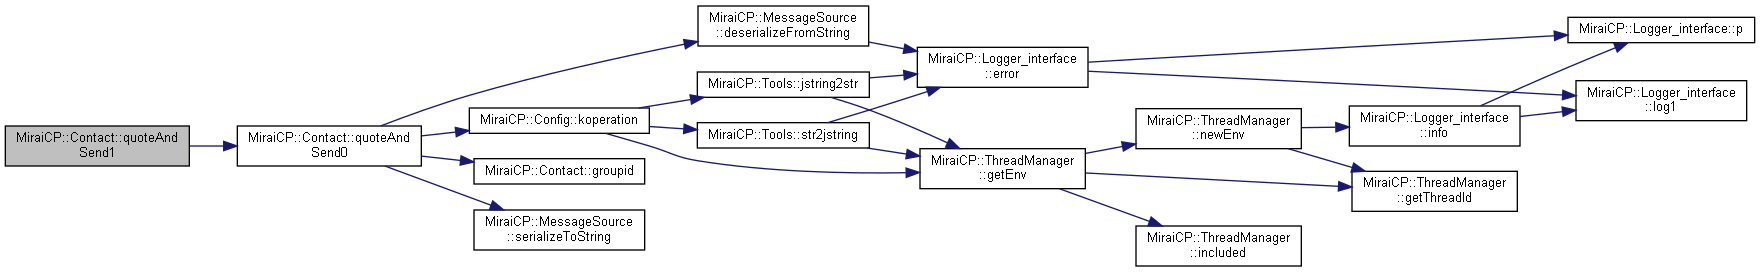 MiraiCP::Contact::quoteAnd
Send1
MiraiCP::Contact::quoteAnd
Send0
MiraiCP::MessageSource
::deserializeFromString
MiraiCP::Config::koperation
MiraiCP::Contact::groupid
MiraiCP::MessageSource
::serializeToString
MiraiCP::Tools::jstring2str
MiraiCP::Tools::str2jstring
MiraiCP::Logger_interface
::error
MiraiCP::ThreadManager
::getEnv
MiraiCP::ThreadManager
::newEnv
MiraiCP::ThreadManager
::included
MiraiCP::Logger_interface
::info
MiraiCP::ThreadManager
::getThreadId
MiraiCP::Logger_interface::p
MiraiCP::Logger_interface
::log1